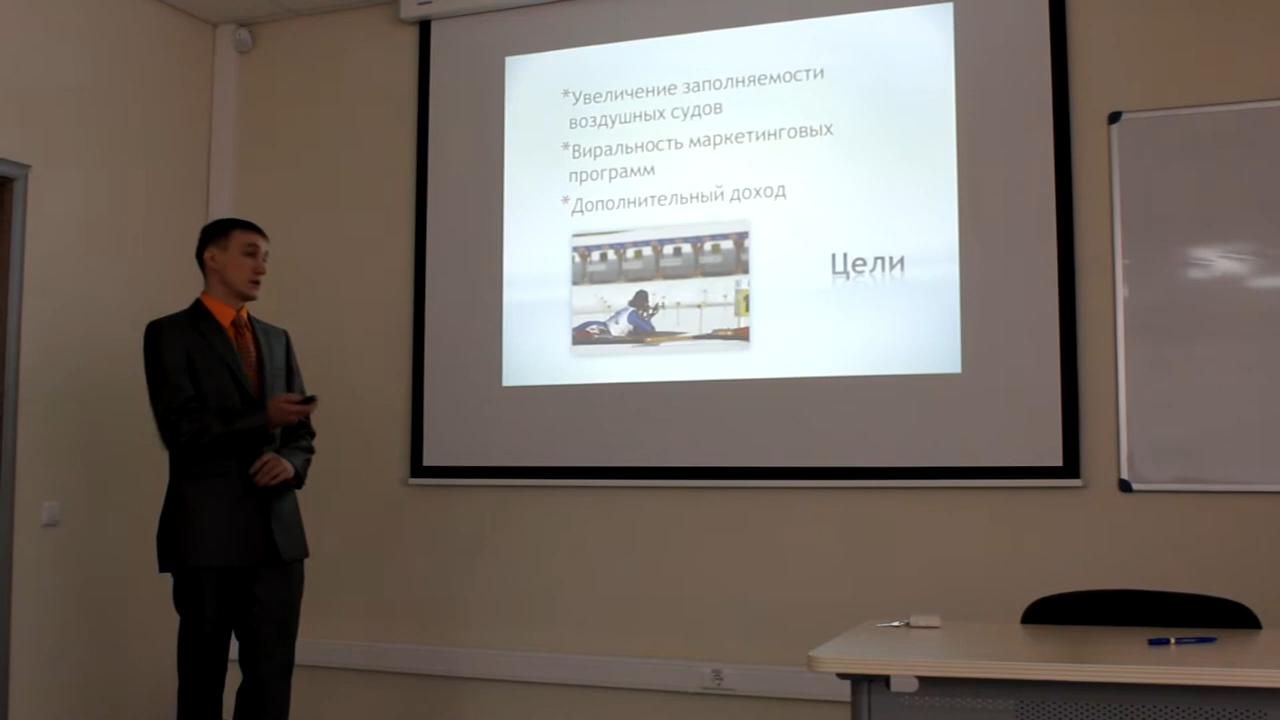 *Увеличение заполняемости
воздушных судов
*Виральность маркетинговых
программ
*Дополнительный доход
Цели